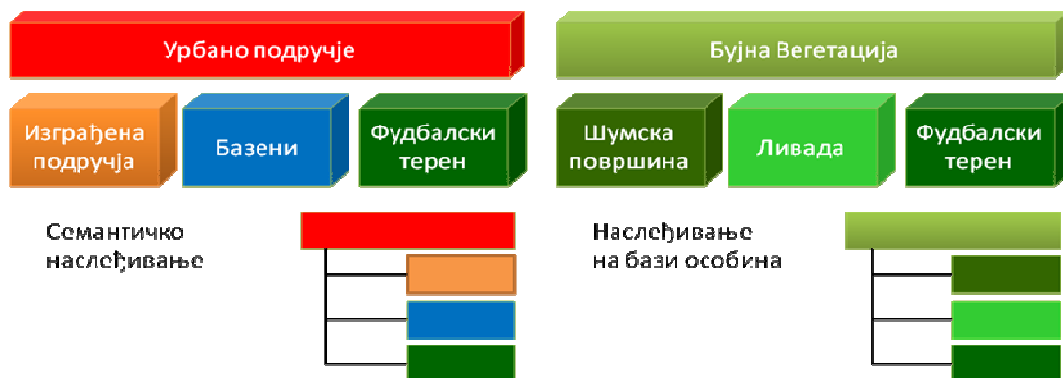 Урбано подручје
Бујна Вегетација
Изграђена
подручја
Базени
Фудбалски
терен
Шумска
површина
Ливада
Фудбалски
терен
Семантичко
наслеђивање
Наслеђивање
на бази особина